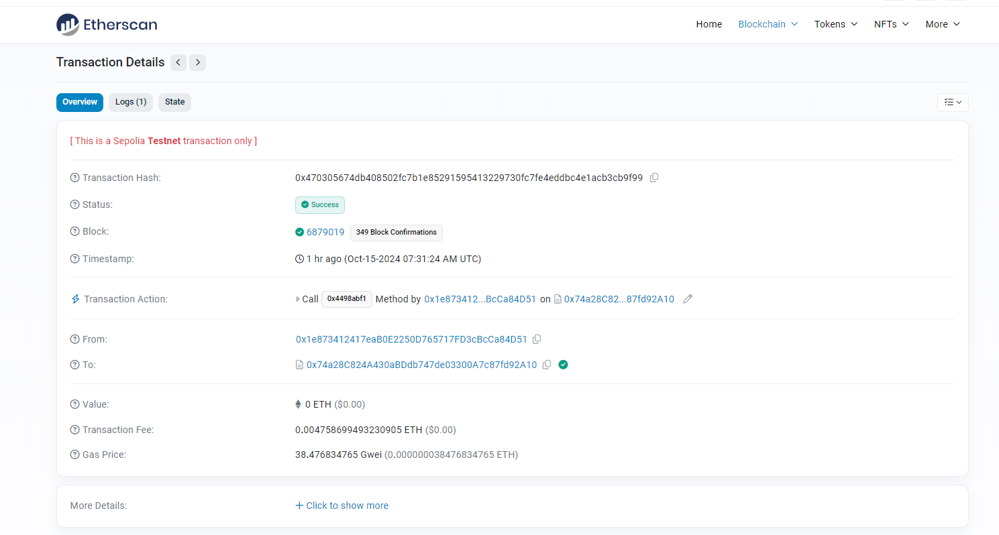 Etherscan
Home Blockchain Tokens NFTs More
Transaction Details
Overview Logs (1) State
[ This is a Sepolia Testnet transaction only ]
Transaction Hash: 0x470305674db408502fc7b1e85291595413229730fc7fe4eddbc4e1acb3cb9f99
Status: Success
Block: 6879019 349 Block Confirmations
Timestamp: 1 hr ago (Oct-15-2024 07:31:24 AM UTC)
Transaction Action: Call 0x4498abf1 Method by 0x1e873412...BcCa84D51 on 0x74a28C82...87fd92A10
From: 0x1e873412417eaB0E2250D765717FD3cBcCa84D51
To: 0x74a28C824A430aBDdb747de03300A7c87fd92A10
Value: 0 ETH ($0.00)
Transaction Fee: 0.004758699493230905 ETH ($0.00)
Gas Price: 38.476834765 Gwei (0.000000038476834765 ETH)
More Details: + Click to show more